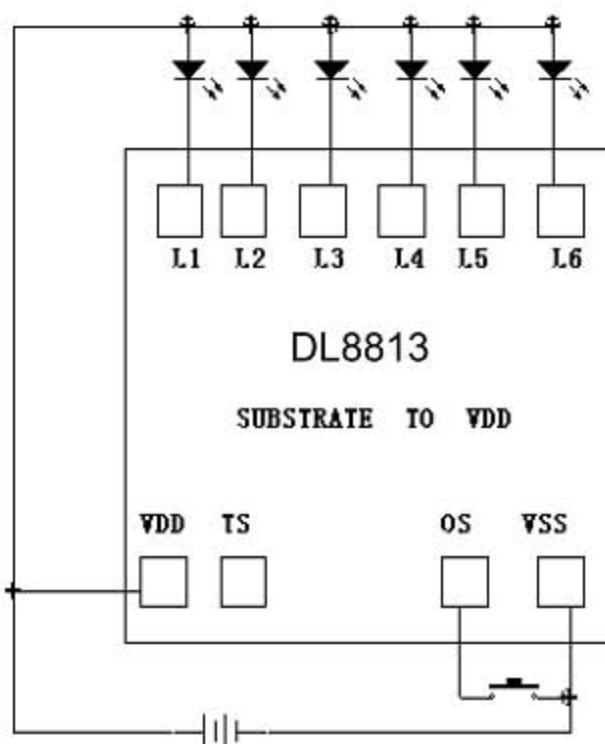 L1 L2 L3 L4 L5 L6
DL8813
SUBSTRATE TO VDD
VDD TS OS VSS